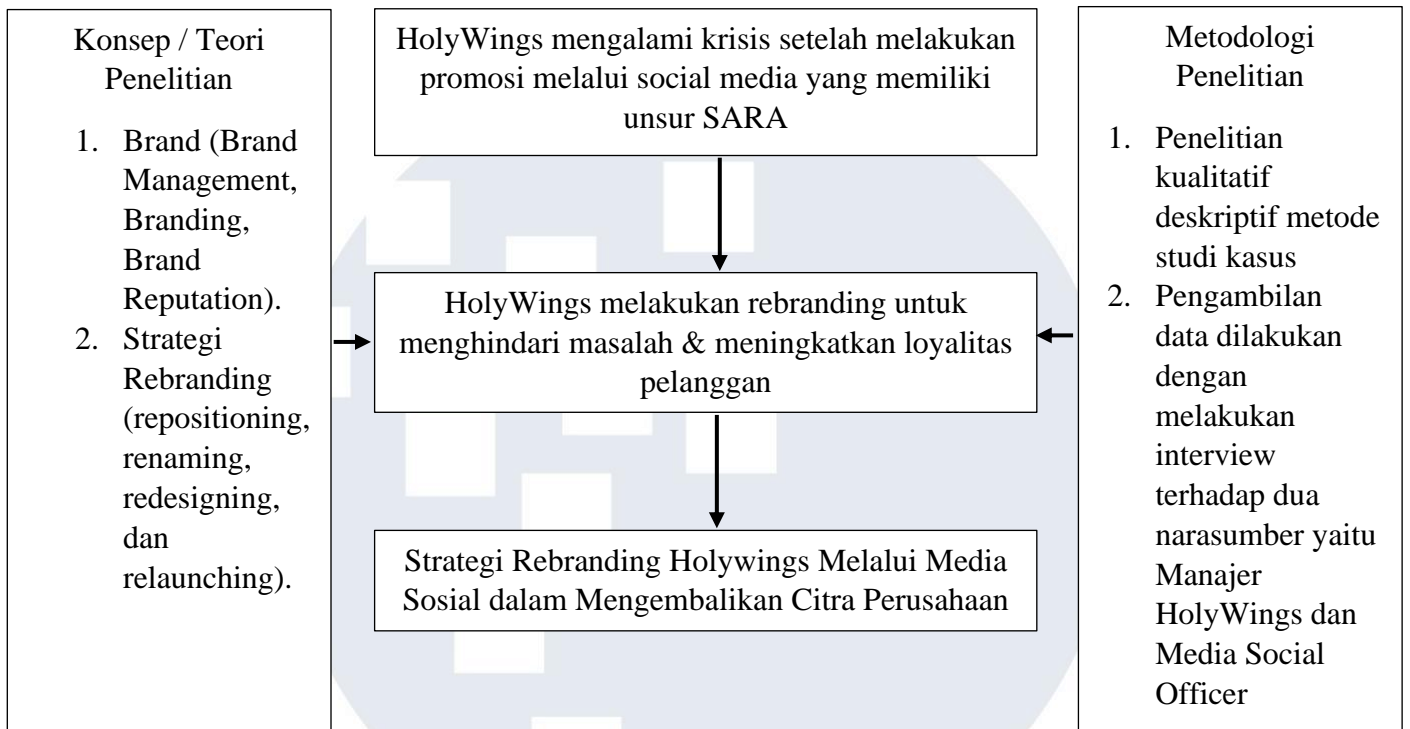 Konsep / Teori
Penelitian
1. Brand (Brand
Management,
Branding,
Brand
Reputation).
2. Strategi
Rebranding
(repositioning,
renaming,
redesigning,
dan
relaunching).
HolyWings mengalami krisis setelah melakukan
promosi melalui social media yang memiliki
unsur SARA
HolyWings melakukan rebranding untuk
menghindari masalah & meningkatkan loyalitas
pelanggan
Strategi Rebranding Holywings Melalui Media
Sosial dalam Mengembalikan Citra Perusahaan
Metodologi
Penelitian
1. Penelitian
kualitatif
deskriptif metode
studi kasus
2. Pengambilan
data dilakukan
dengan
melakukan
interview
terhadap dua
narasumber yaitu
Manajer
HolyWings dan
Media Social
Officer